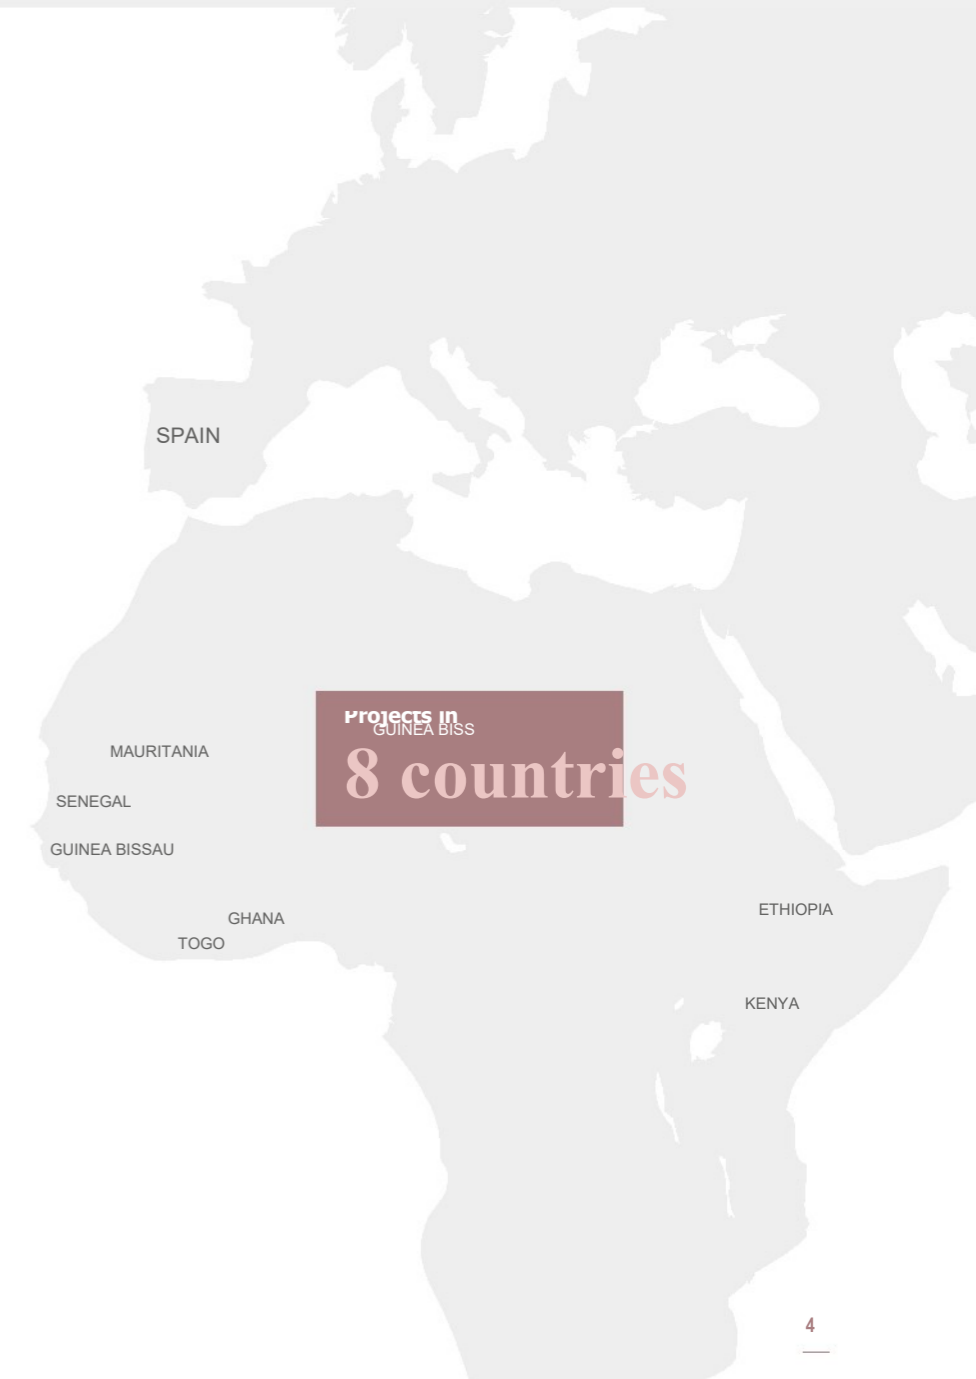 SPAIN
Projects in
GUINEA BISS
8 countries
MAURITANIA
SENEGAL
GUINEA BISSAU
GHANA
TOGO
ETHIOPIA
KENYA
4